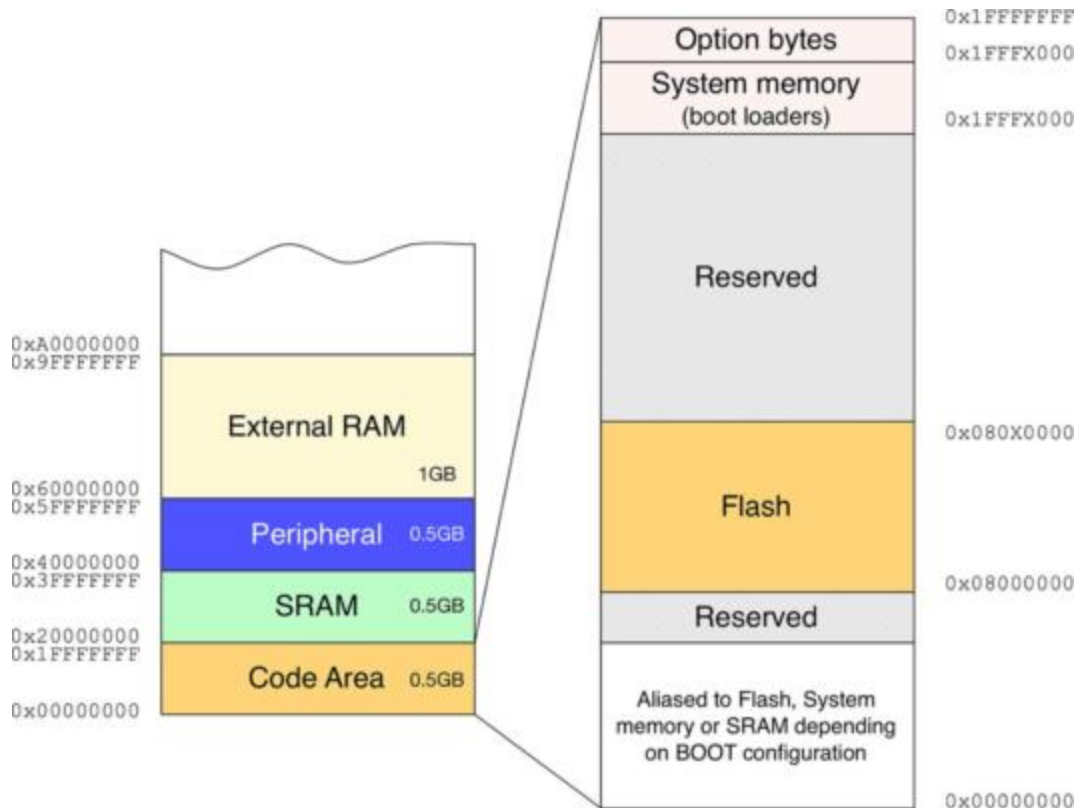 0xA0000000
0x9FFFFFFF
External RAM
1GB
0x60000000
0x5FFFFFFF
Peripheral 0.5GB
0x40000000
0x3FFFFFFF
SRAM 0.5GB
0x20000000
0x1FFFFFFF
Code Area 0.5GB
0x00000000
0x1FFFFFFF
Option bytes
0x1FFFX000
System memory
(boot loaders)
0x1FFFX000
Reserved
0x080X0000
Flash
0x08000000
Reserved
Aliased to Flash, System
memory or SRAM depending
on BOOT configuration
0x00000000